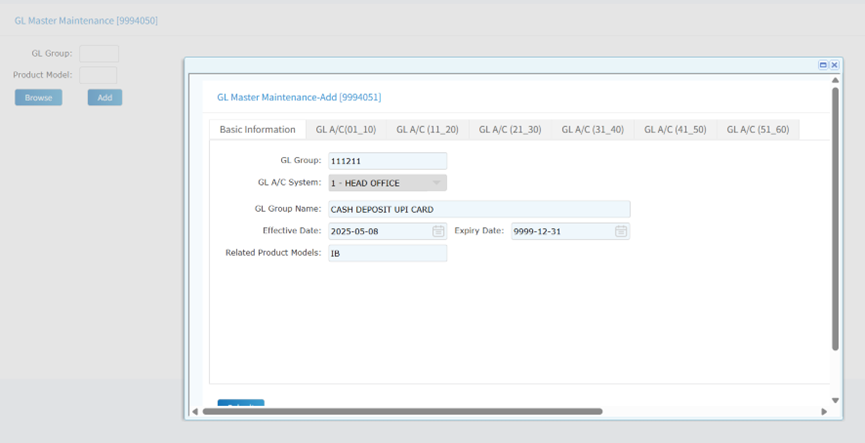 GL Master Maintenance [9994050]
GL Group:
Product Model:
Browse Add
GL Master Maintenance-Add [9994051]
Basic Information GL A/C(01_10) GL A/C (11_20) GL A/C (21_30) GL A/C (31_40) GL A/C (41_50) GL A/C (51_60)
GL Group: 111211
GL A/C System: 1 - HEAD OFFICE
GL Group Name: CASH DEPOSIT UPI CARD
Effective Date: 2025-05-08 Expiry Date: 9999-12-31
Related Product Models: IB